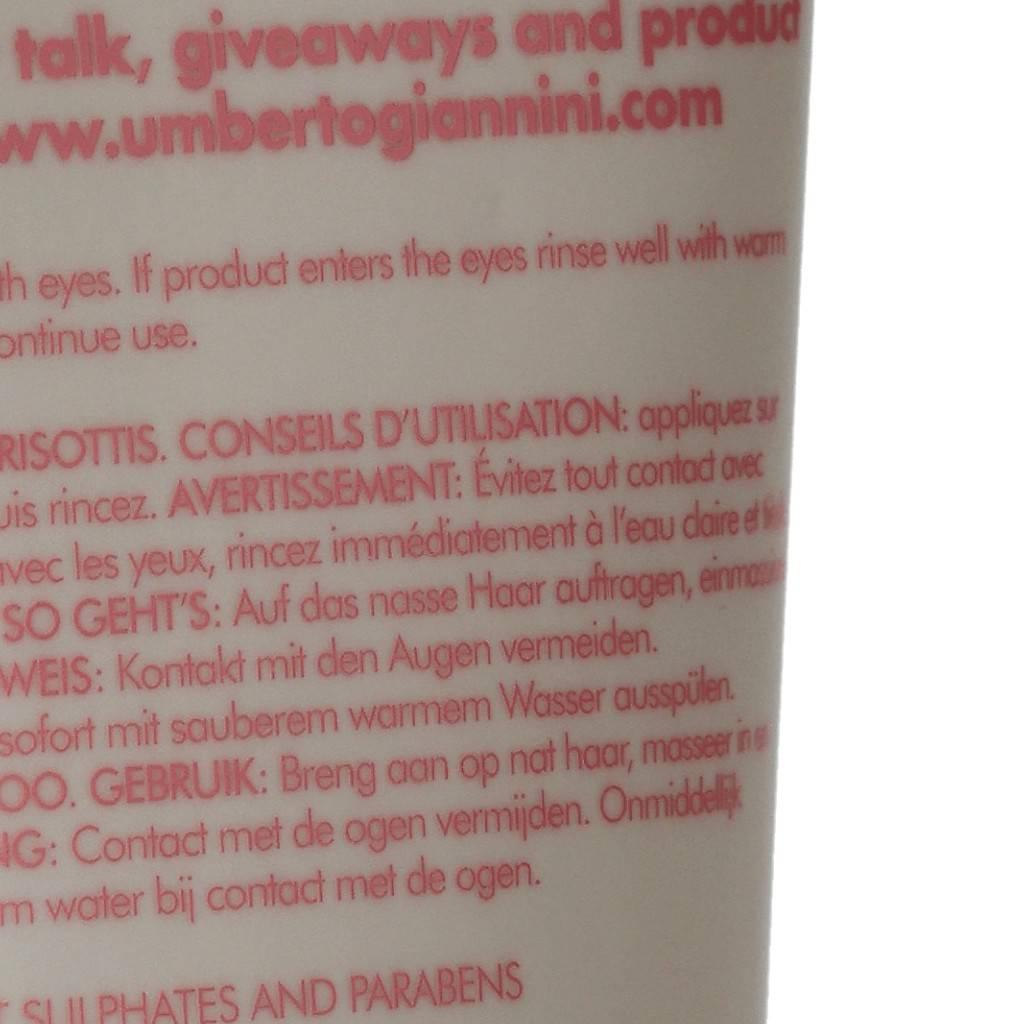 talk, giveaways and product
ww.umbertogiannini.com
th eyes. If product enters the eyes rinse well with warm
ontinue use.
RISOTTIS. CONSEILS D'UTILISATION: appliquez sur
uis rincez. AVERTISSEMENT: Évitez tout contact avec
avec les yeux, rincez immédiatement à l'eau claire et
SO GEHT'S: Auf das nasse Haar auftragen,
WEIS: Kontakt mit den Augen vermeiden.
sofort mit sauberem warmem Wasser ausspülen.
OO. GEBRUIK: Breng aan op nat haar, masseer in
NG: Contact met de ogen vermijden. Onmiddellijk
m water bij contact met de ogen.
SULPHATES AND PARABENS